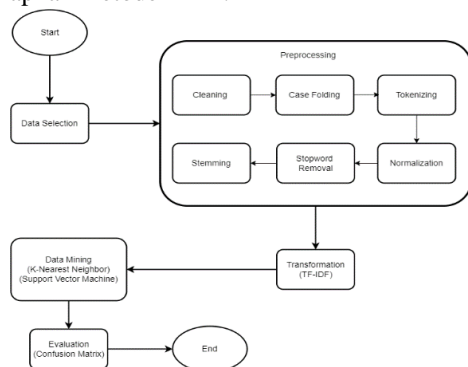 Start
Preprocessing
Cleaning
Case Folding
Tokenizing
Data Selection
Stemming
Stopword
Removal
Normalization
Data Mining
(K-Nearest Neighbor)
(Support Vector Machine)
Transformation
(TF-IDF)
Evaluation
(Confusion Matrix)
End